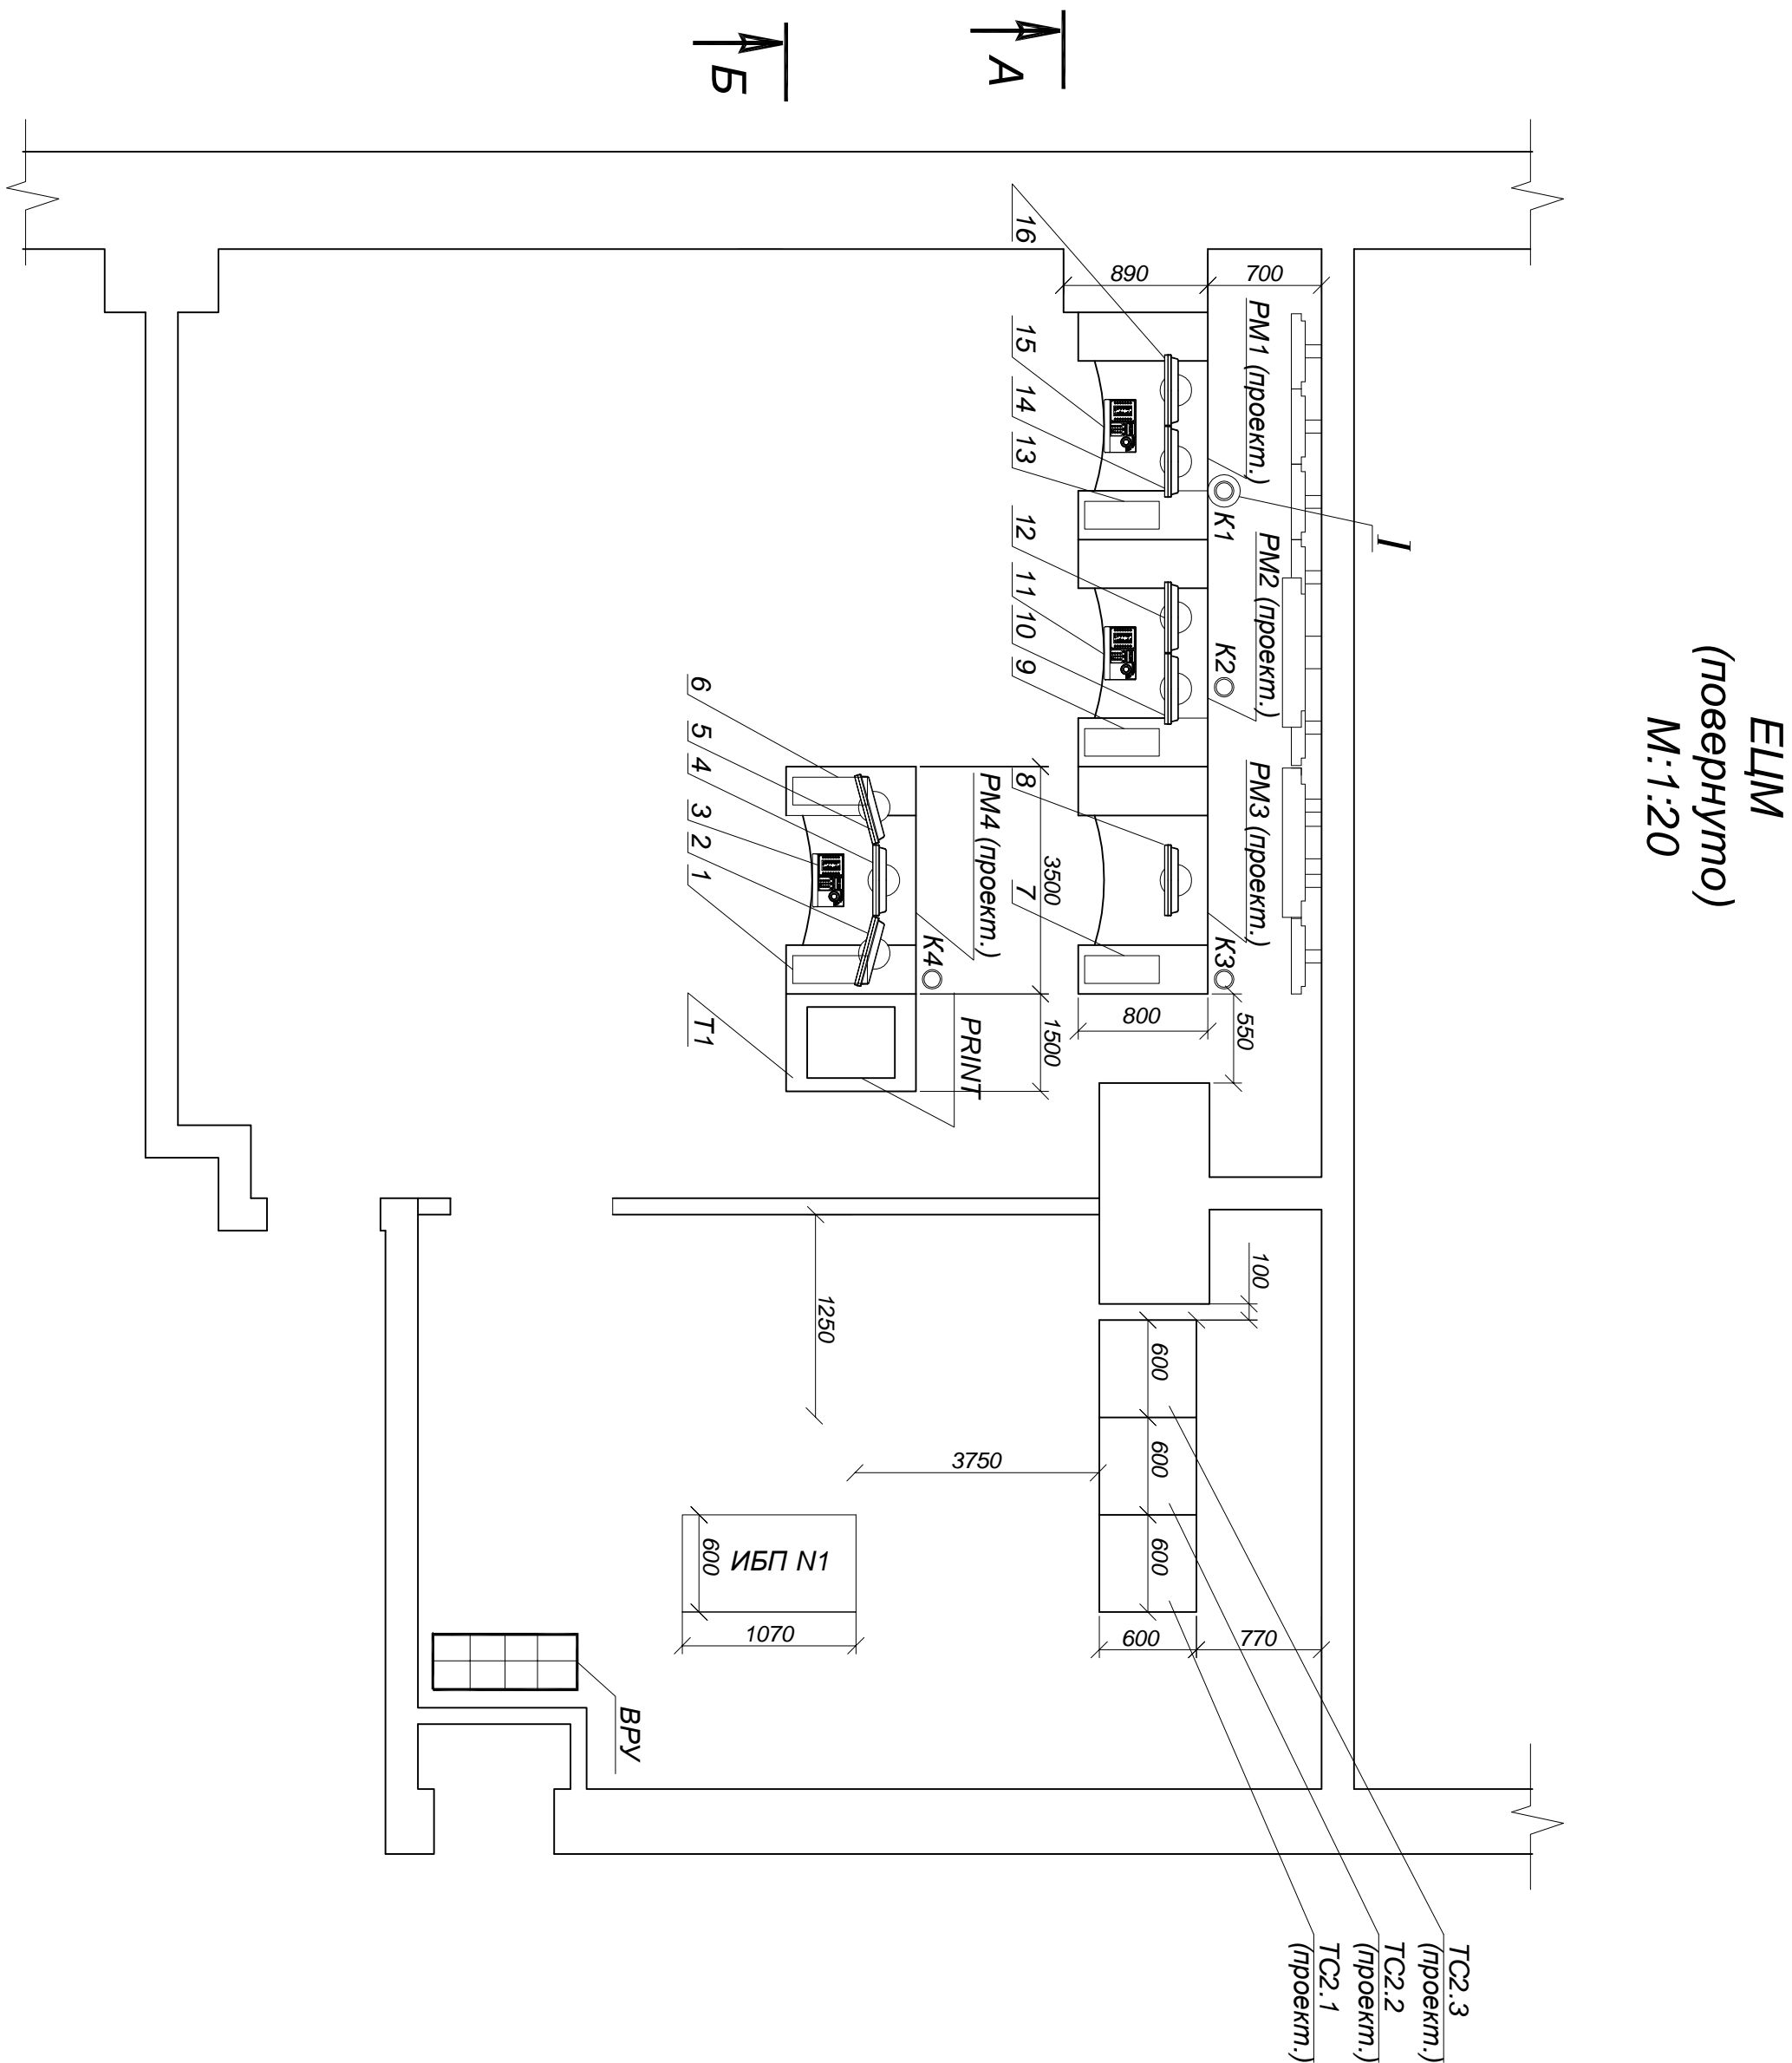 ЕЦМ
(повернуто)
М:1:20
А
Б
16
15
14
13
12
11
10
9
8
7
890
700
РМ1 (проект.)
К1
I
РМ2 (проект.)
К2
РМ3 (проект.)
К3
6
5
4
3
2
1
РМ4 (проект.)
К4
3500
1500
800
550
Т1
PRINT
100
1250
600
600
600
3750
600
ИБП N1
1070
600
770
ВРУ
ТС2.3
(проект.)
ТС2.2
(проект.)
ТС2.1
(проект.)